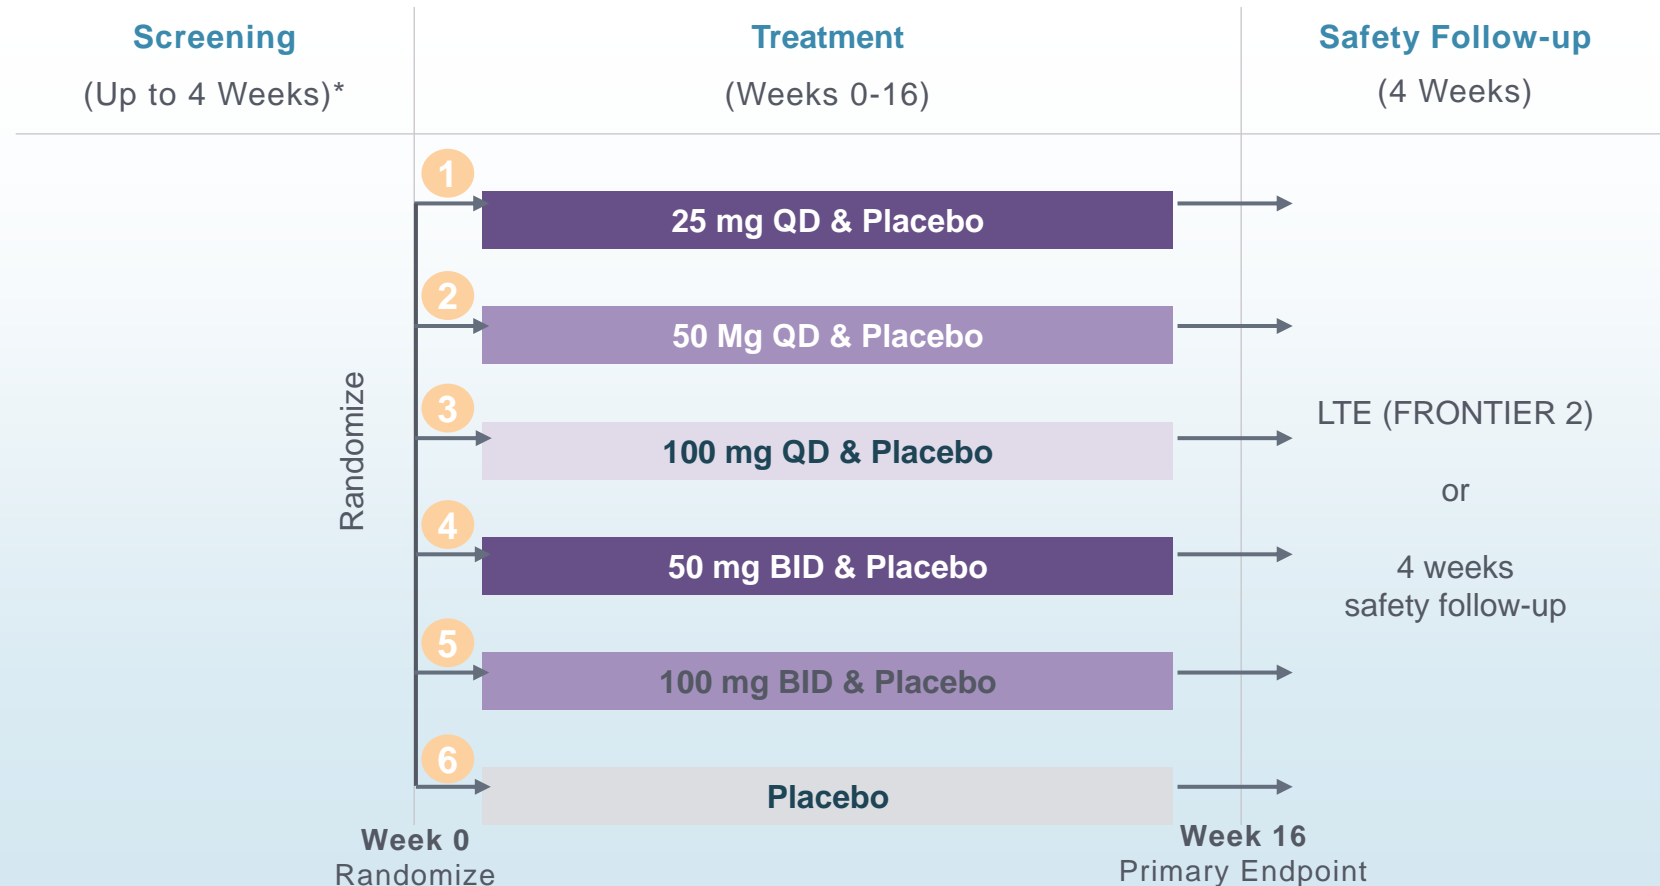 Screening
(Up to 4 Weeks)*
Treatment
(Weeks 0-16)
Safety Follow-up
(4 Weeks)
Randomize
1
25 mg QD & Placebo
2
50 Mg QD & Placebo
3
100 mg QD & Placebo
4
50 mg BID & Placebo
5
100 mg BID & Placebo
6
Placebo
LTE (FRONTIER 2)
or
4 weeks
safety follow-up
Week 0
Randomize
Week 16
Primary Endpoint